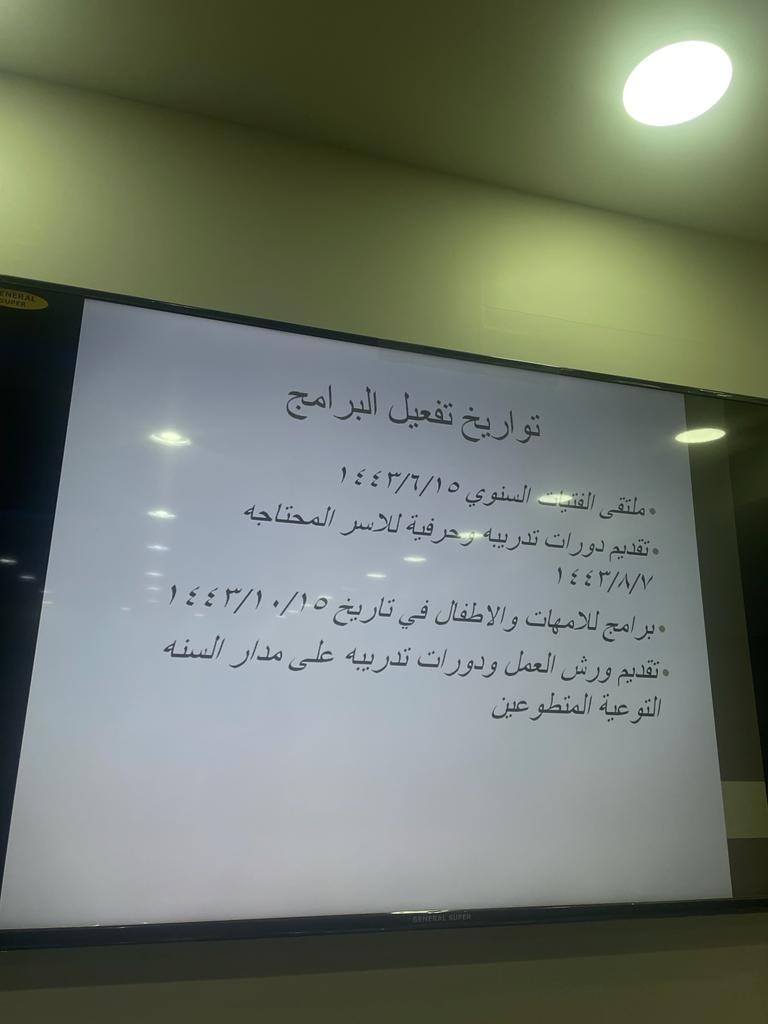 GENERAL
SUPER
تواريخ تفعيل البرامج
• ملتقى الفتيات السنوي ١٤٤٣/٦/١٥
• تقديم دورات تدريبه وحرفية للاسر المحتاجه
١٤٤٣/٨/٧
• برامج للامهات والاطفال في تاريخ ١٤٤٣/١٠/١٥
• تقديم ورش العمل ودورات تدريبه على مدار السنه
التوعية المتطوعين
GENERAL SUPER